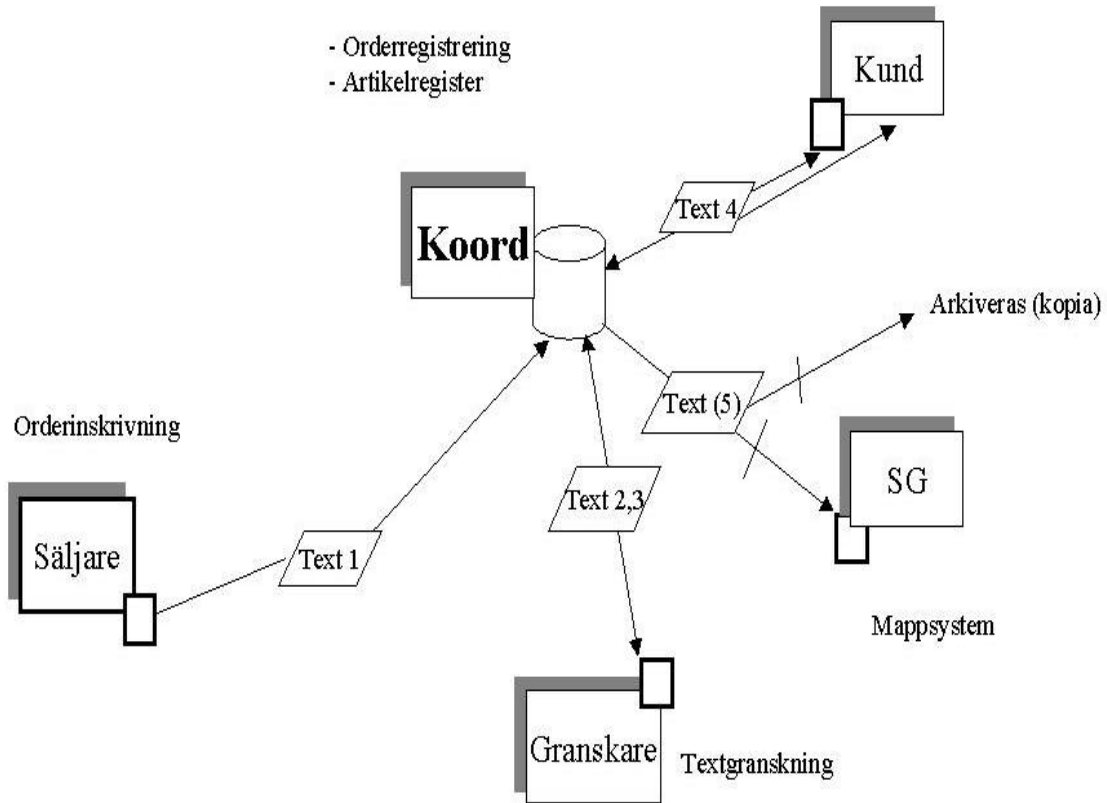 - Orderregistrering
- Artikelregister
Kund
Text 4
Koord
Arkiveras (kopia)
Text (5)
Orderinskrivning
SG
Text 2,3
Säljare
Text 1
Mappsystem
Granskare
Textgranskning